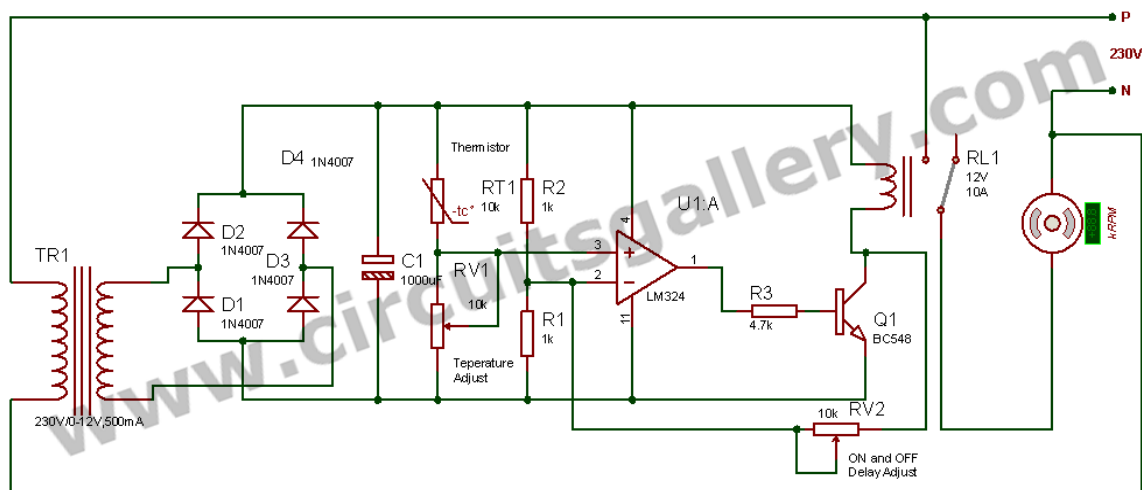 P
230V
N
RL1
12V
10A
kRPM
D4 1N4007
Thermistor
RT1
10k
-tc°
R2
1k
U1:A
4
3
2
1
11
LM324
D2
1N4007
D3
1N4007
D1
1N4007
TR1
230V/0-12V,500mA
C1
1000uF
RV1
10k
Teperature
Adjust
R1
1k
R3
4.7k
Q1
BC548
10k
RV2
ON and OFF
Delay Adjust
www.circuitsgallery.com